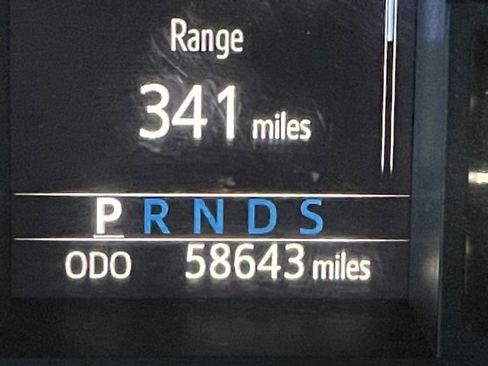 Range
341 miles
P R N D S
ODO 58643 miles